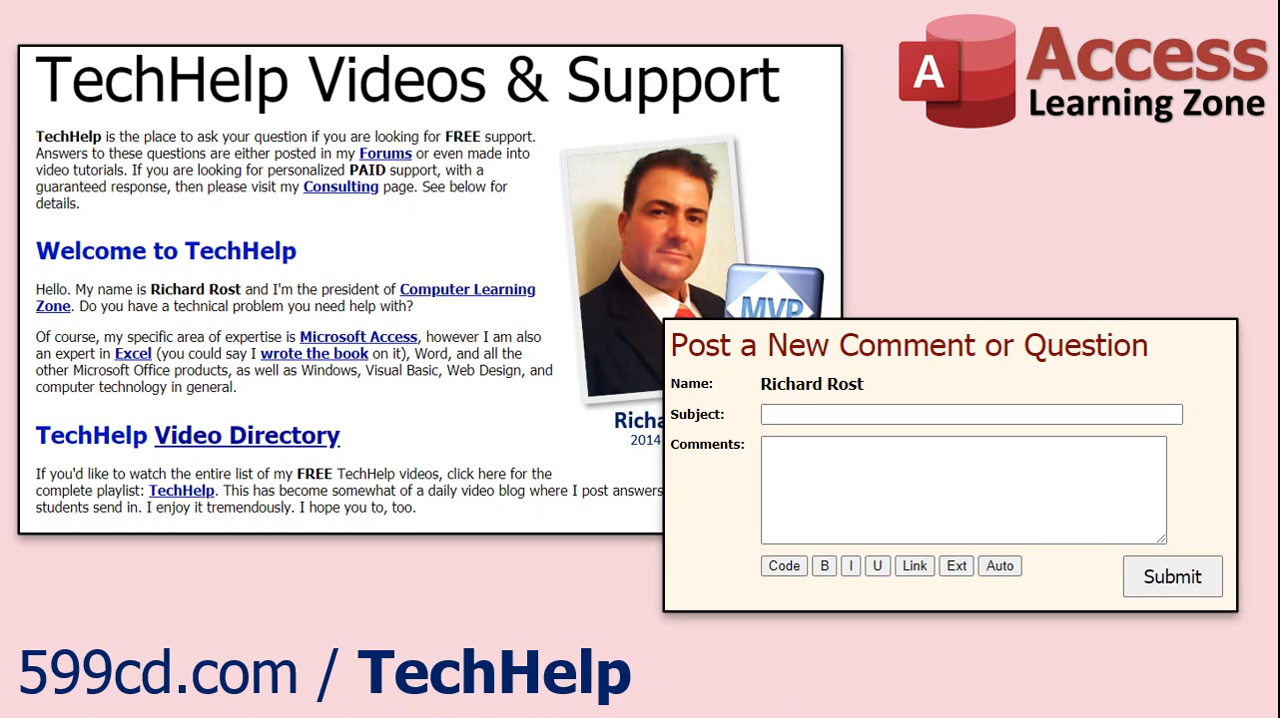 TechHelp Videos & Support
TechHelp is the place to ask your question if you are looking for FREE support.
Answers to these questions are either posted in my Forums or even made into
video tutorials. If you are looking for personalized PAID support, with a
guaranteed response, then please visit my Consulting page. See below for
details.
Welcome to TechHelp
Hello. My name is Richard Rost and I'm the president of Computer Learning
Zone. Do you have a technical problem you need help with?
Of course, my specific area of expertise is Microsoft Access, however I am also
an expert in Excel (you could say I wrote the book on it), Word, and all the
other Microsoft Office products, as well as Windows, Visual Basic, Web Design, and
computer technology in general.
TechHelp Video Directory
If you'd like to watch the entire list of my FREE TechHelp videos, click here for the
complete playlist: TechHelp. This has become somewhat of a daily video blog where I post answers
students send in. I enjoy it tremendously. I hope you to, too.
MVP
Richa
2014
A
Access
Learning Zone
Post a New Comment or Question
Name: Richard Rost
Subject:
Comments:
Code B I U Link Ext Auto
Submit
599cd.com / TechHelp